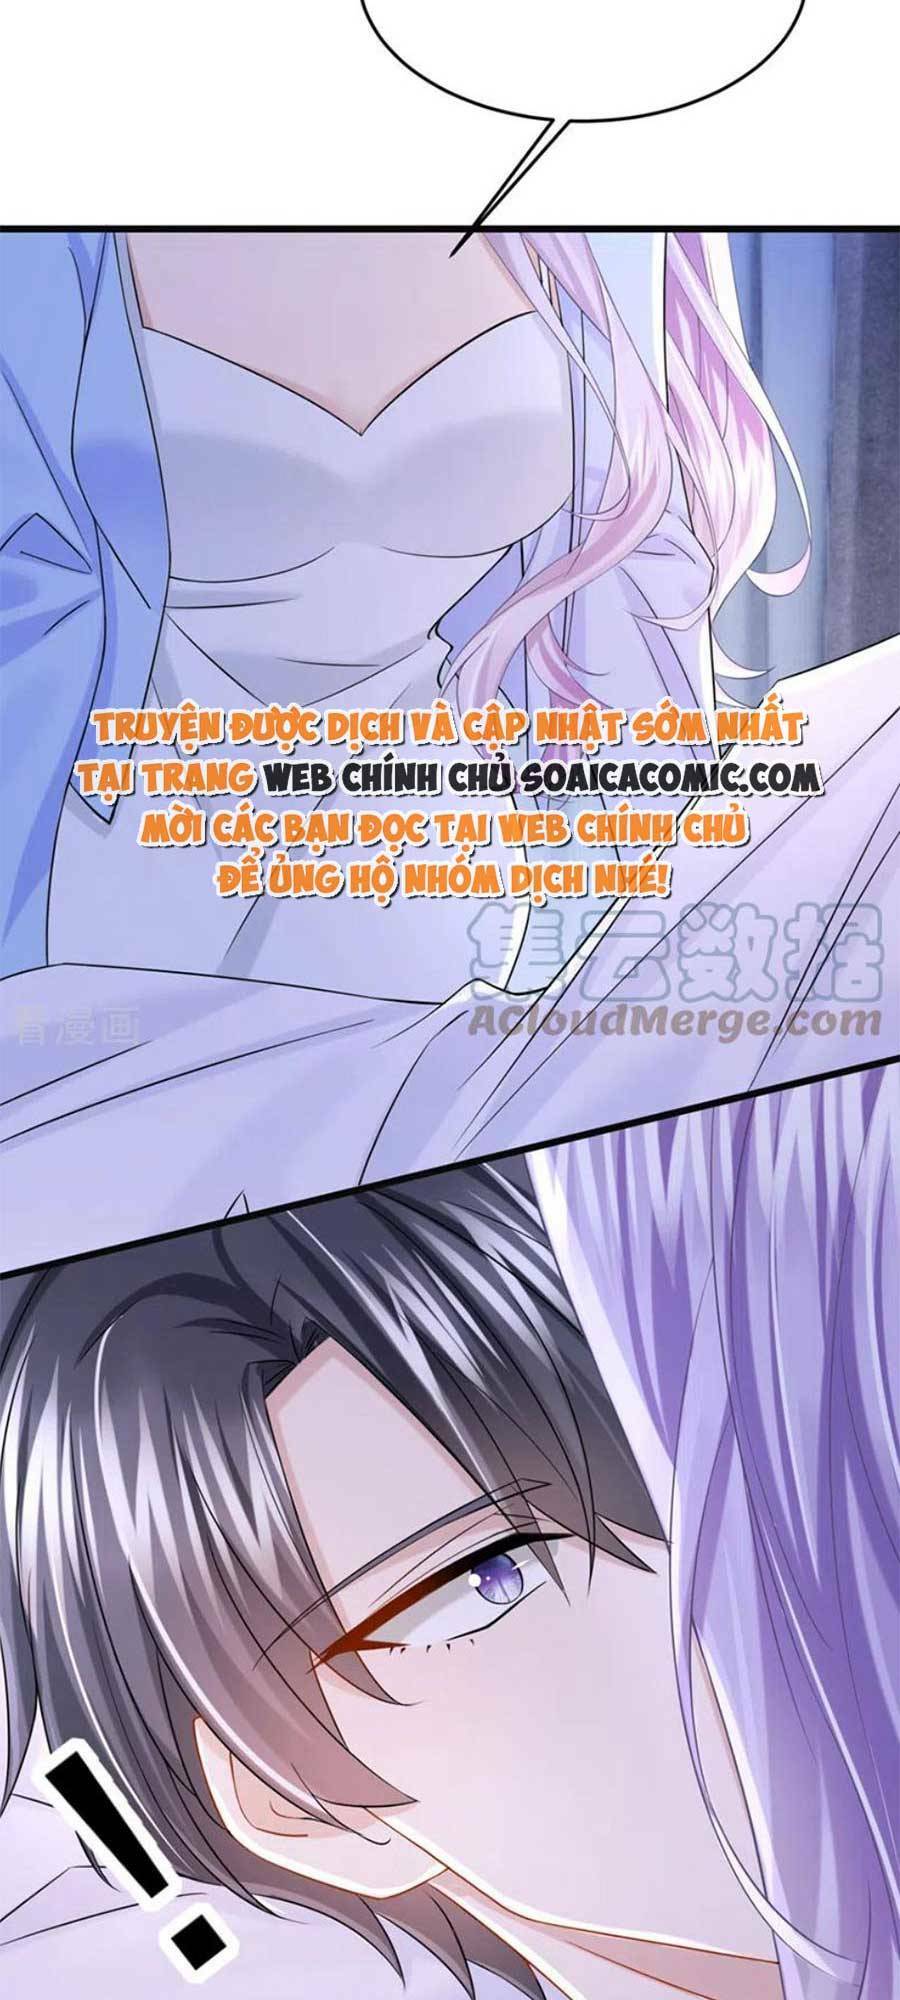 TRUYỆN ĐƯỢC DỊCH VÀ CẬP NHẬT SỚM NHẤT
TẠI TRANG WEB CHÍNH CHỦ SOAICACOMIC.COM
MỜI CÁC BẠN ĐỌC TẠI WEB CHÍNH CHỦ
ĐỂ ỦNG HỘ NHÓM DỊCH NHÉ!
集云数据
ACloudMerge.com
看漫画
!